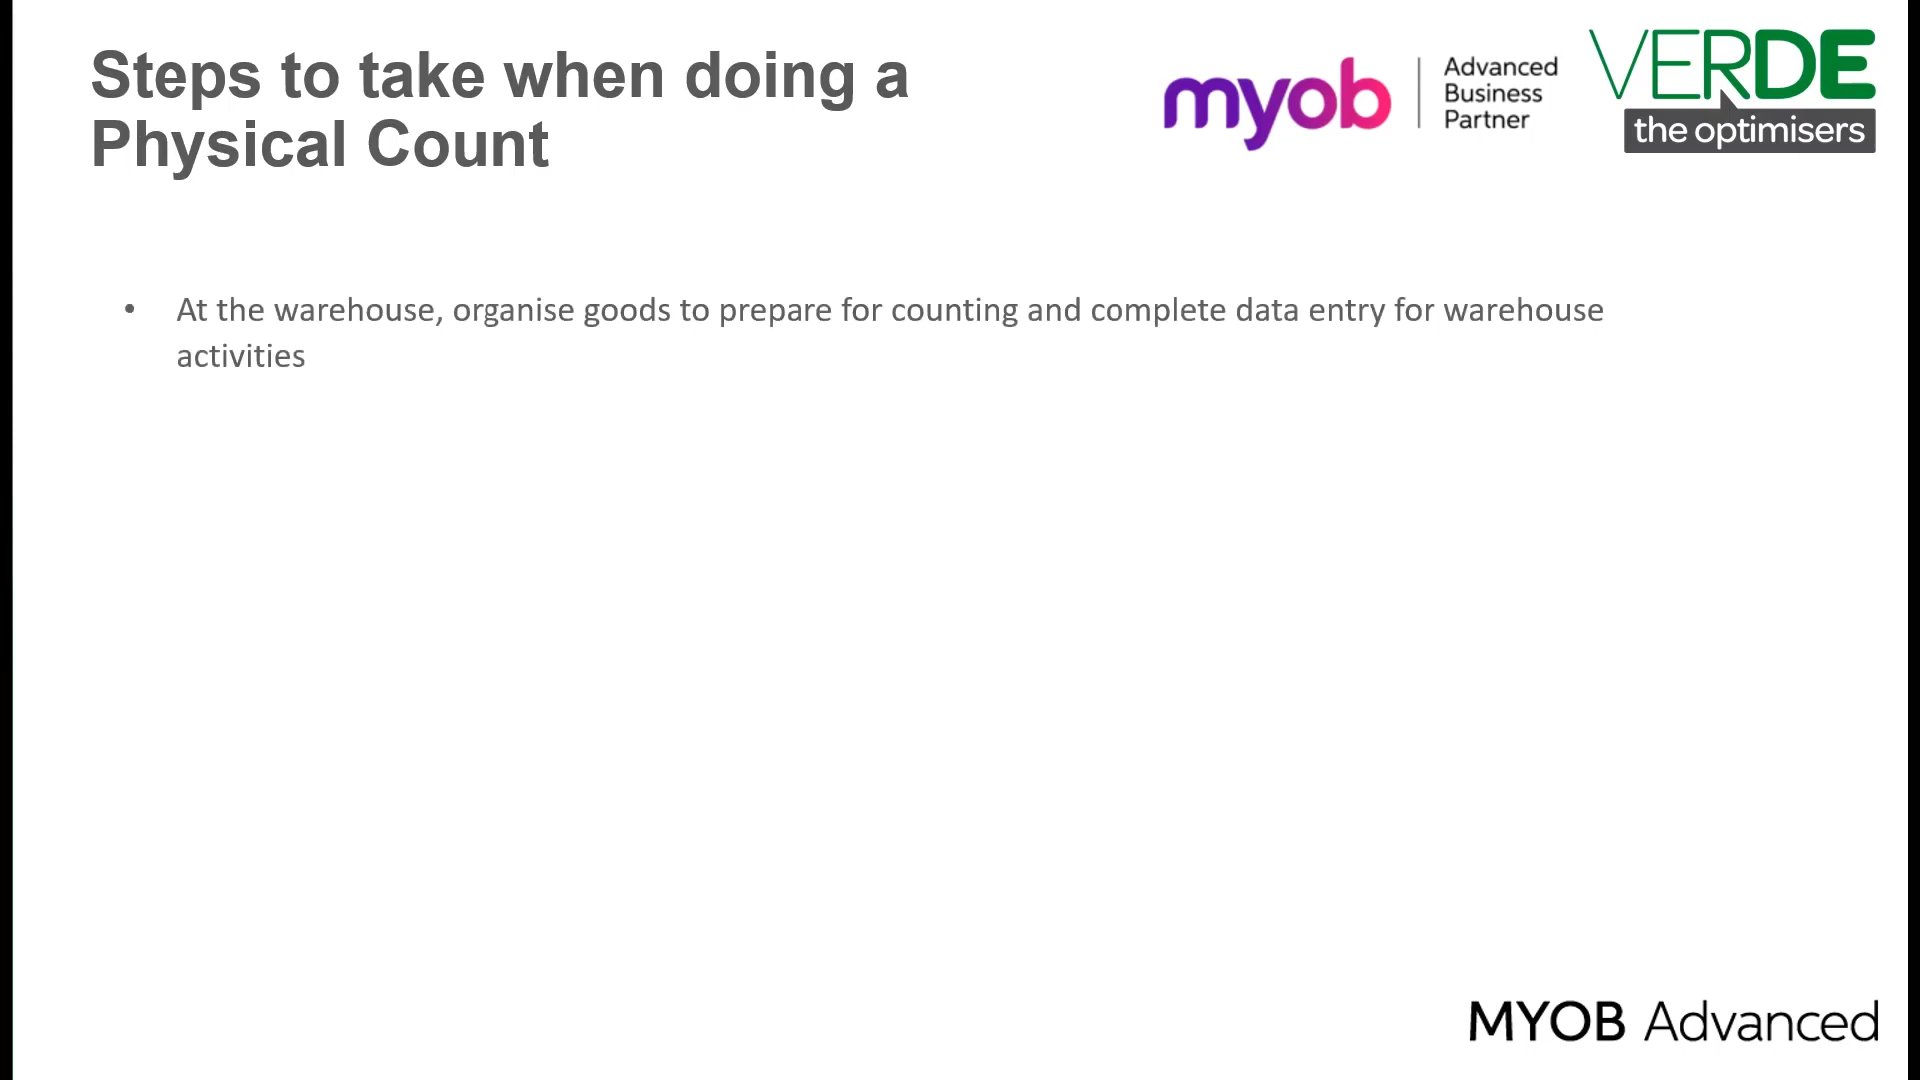 Steps to take when doing a
Physical Count
myob
Advanced
Business
Partner
VERDE
the optimisers
• At the warehouse, organise goods to prepare for counting and complete data entry for warehouse
activities
MYOB Advanced